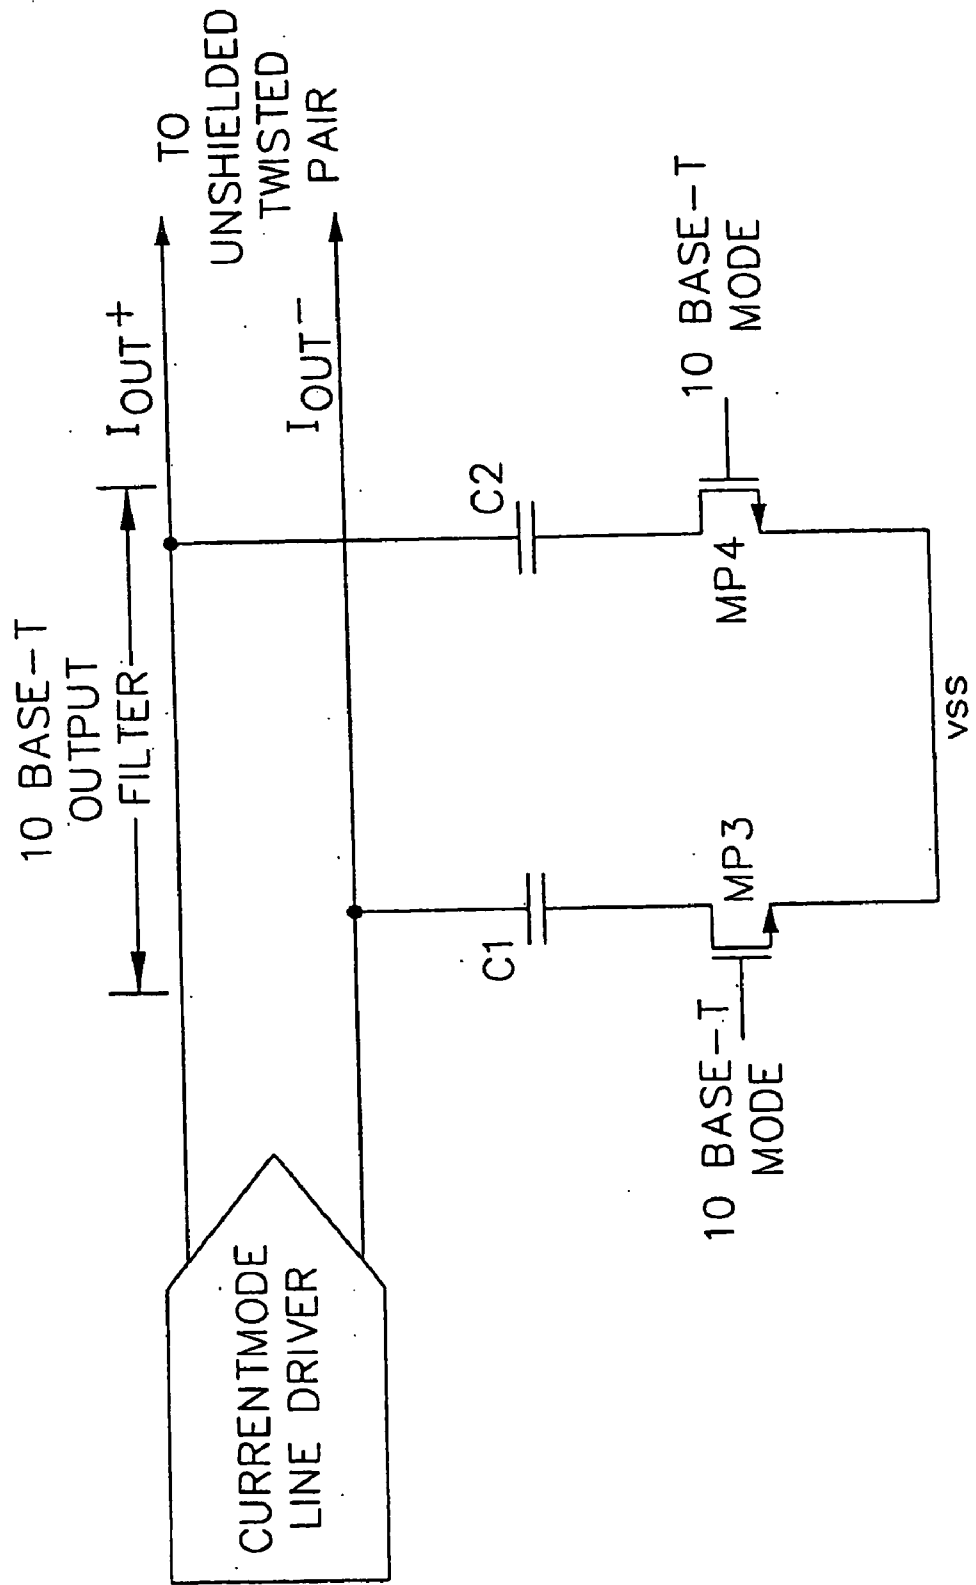 10 BASE-T
OUTPUT
FILTER
IOUT+
TO
UNSHIELDED
TWISTED
PAIR
IOUT-
CURRENTMODE
LINE DRIVER
C1
C2
10 BASE-T
MODE
MP3
MP4
10 BASE-T
MODE
vss